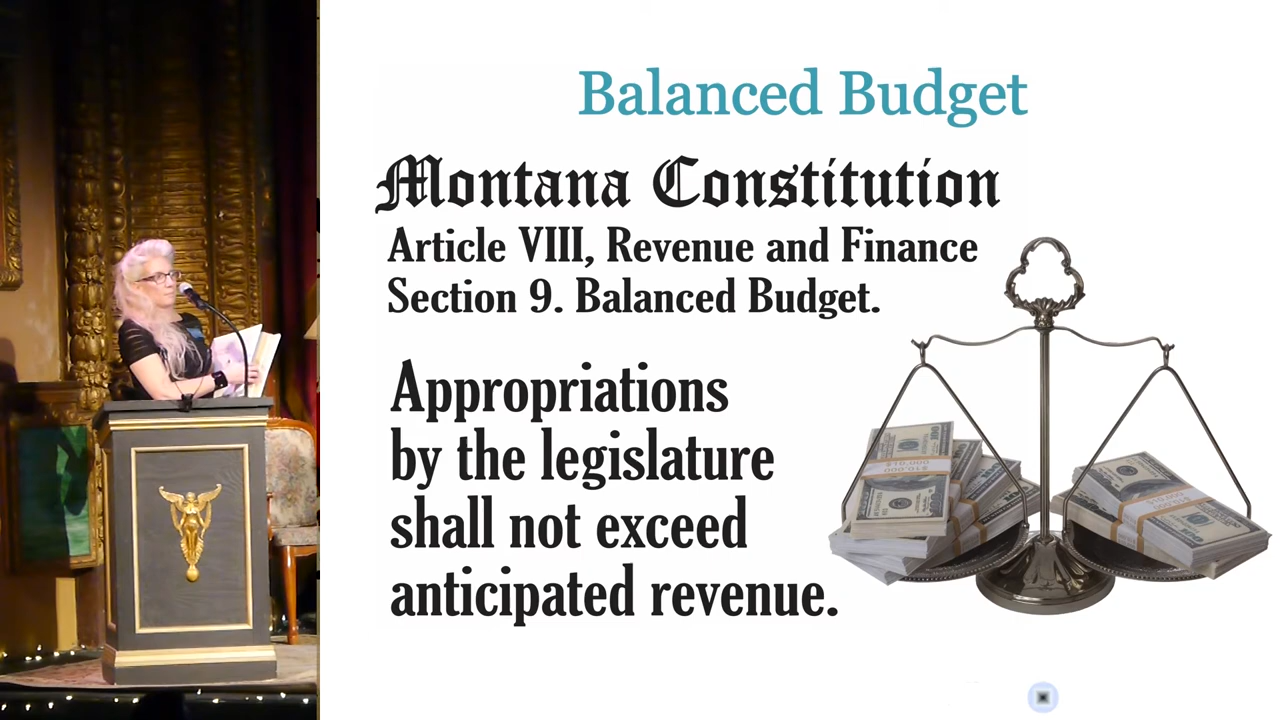 Balanced Budget
Montana Constitution
Article VIII, Revenue and Finance
Section 9. Balanced Budget.
Appropriations
by the legislature
shall not exceed
anticipated revenue.